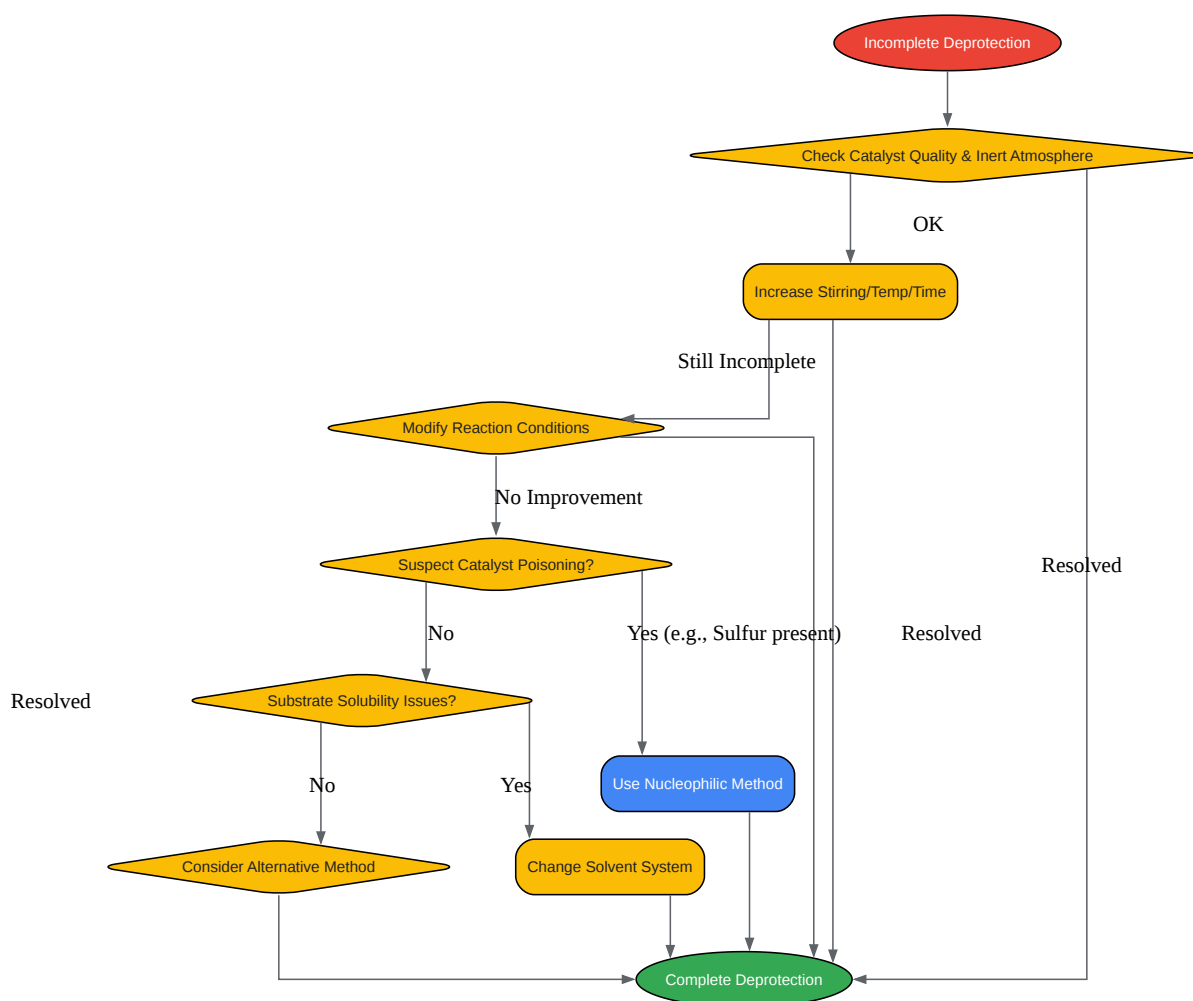 Incomplete Deprotection
Check Catalyst Quality & Inert Atmosphere
OK
Increase Stirring/Temp/Time
Still Incomplete
Modify Reaction Conditions
No Improvement
Suspect Catalyst Poisoning?
Resolved
No
Yes (e.g., Sulfur present)
Resolved
Resolved
Substrate Solubility Issues?
No
Yes
Use Nucleophilic Method
Consider Alternative Method
Change Solvent System
Complete Deprotection